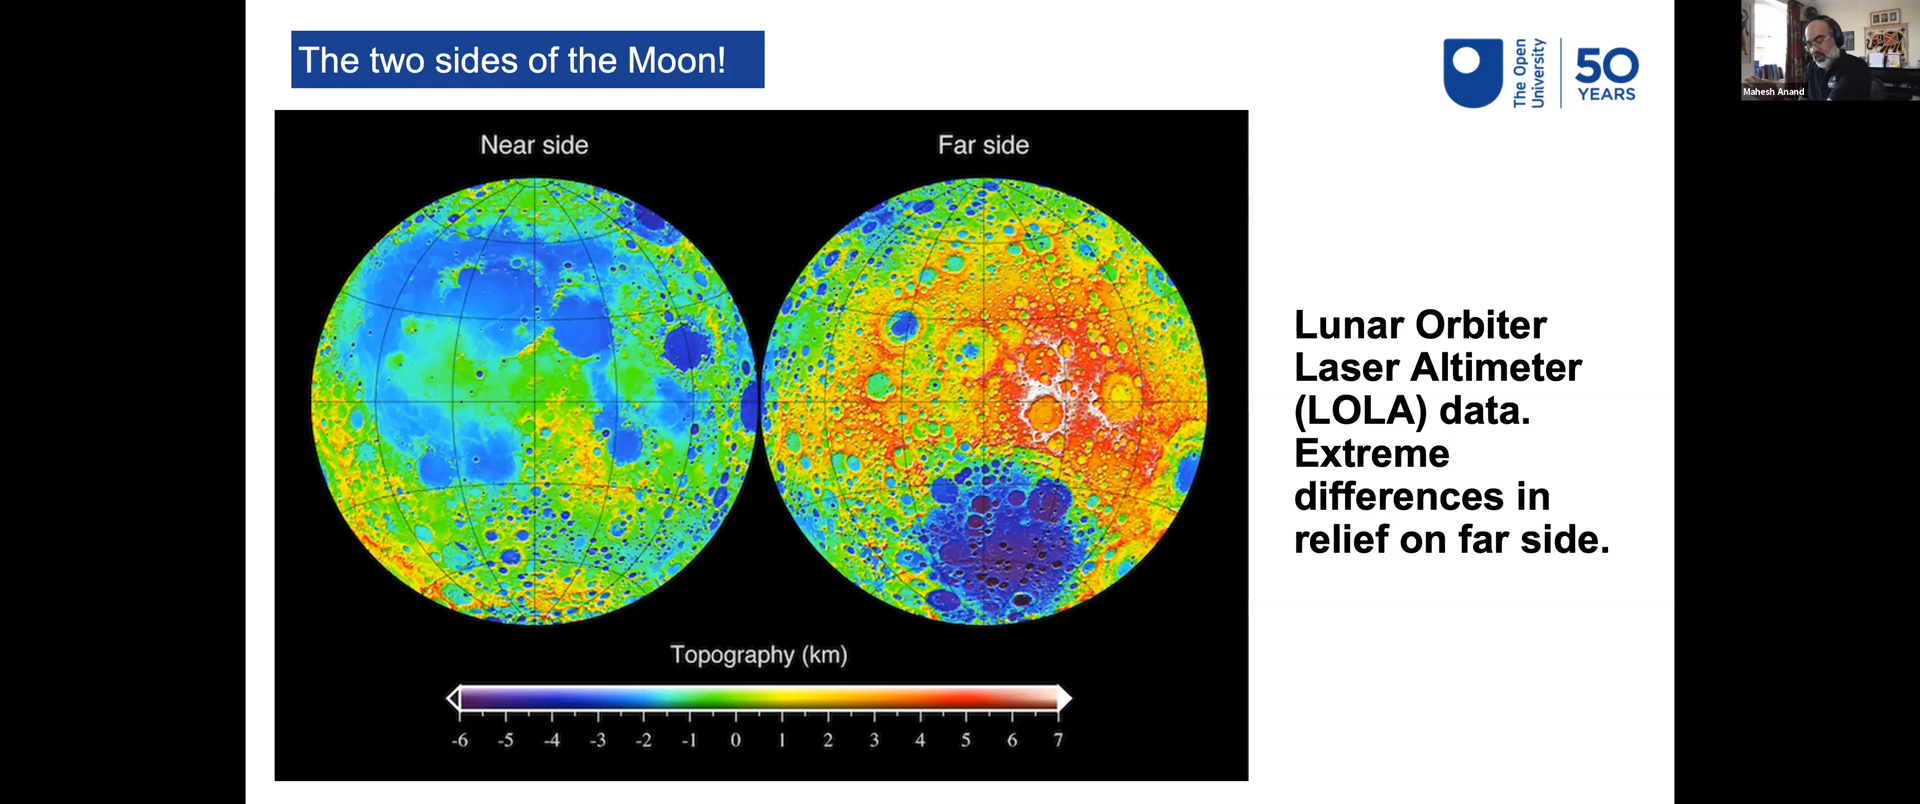 The two sides of the Moon!
The Open
University
50
YEARS
Mahesh Anand
Near side
Far side
Lunar Orbiter
Laser Altimeter
(LOLA) data.
Extreme
differences in
relief on far side.
Topography (km)
-6 -5 -4 -3 -2 -1 0 1 2 3 4 5 6 7